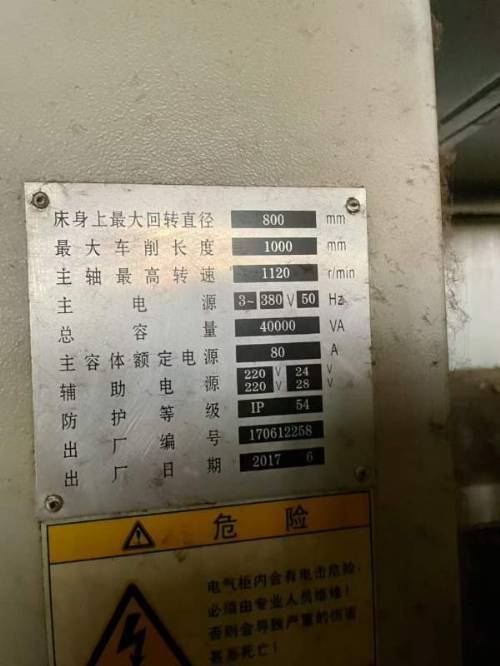 床身上最大回转直径 800 mm
最大车削长度 1000 mm
主轴最高转速 1120 r/min
主电源 3~ 380 V 50 Hz
总容量 40000 VA
主容体额定电源 80 A
辅助电源 220 V 24 V
220 V 28 V
防护等级 IP 54
出厂编号 170612258
出厂日期 2017 6
危险
电气柜内会有电击危险,
必须由专业人员维修!
否则会导致严重的伤害
甚至死亡!